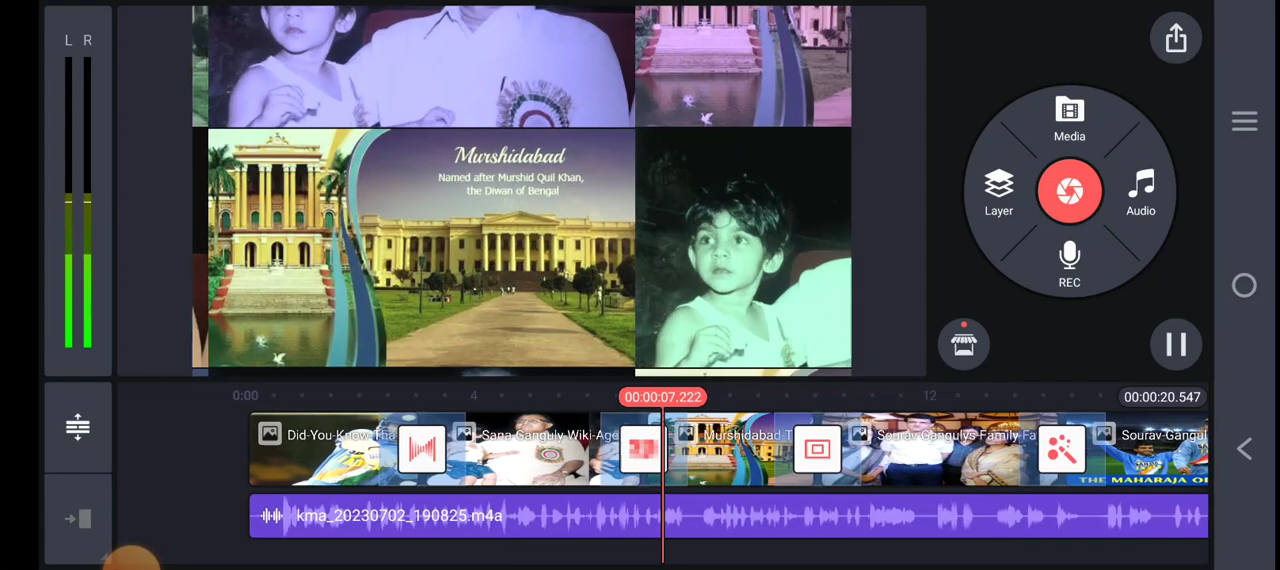 L R
Murshidabad
Named after Murshid Quil Khan,
the Diwan of Bengal
Media
Layer
Audio
REC
0:00
4
00:00:07.222
12
00:00:20.547
Did-You-Know-Tha
Sana-Ganguly-Wiki-Age
Murshidabad-T
Sourav-Gangulys-Family-Fa
Sourav-Gangul
THE MAHARAJA OF
kma_20230702_190825.m4a